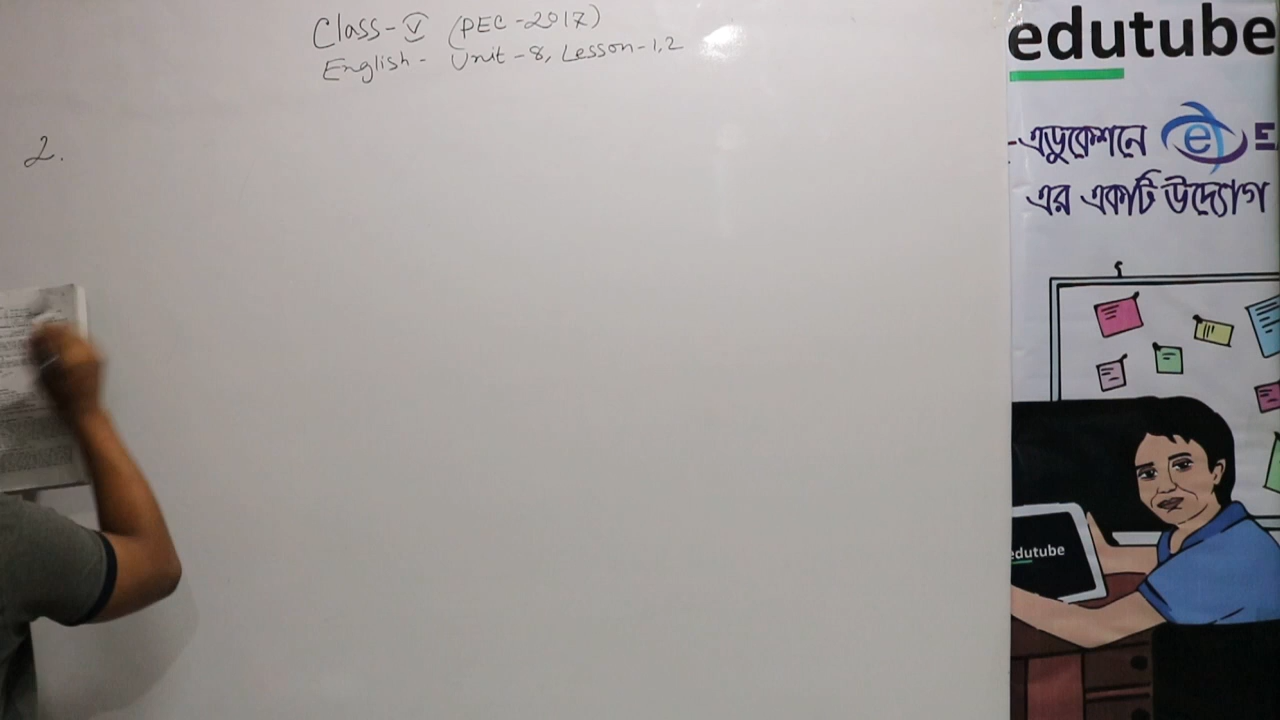 Class-V (PEC-2017)
English- Unit-8, Lesson-1,2
2.
edutube
-এডুকেশনে e E
এর একটি উদ্যোগ
edutube